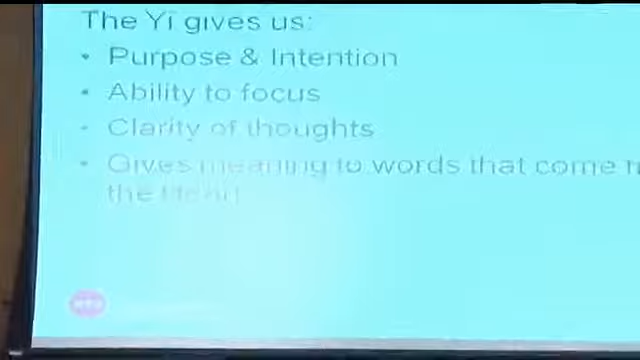 The Yi gives us:
• Purpose & Intention
• Ability to focus
• Clarity of thoughts
• Gives meaning to words that come
the